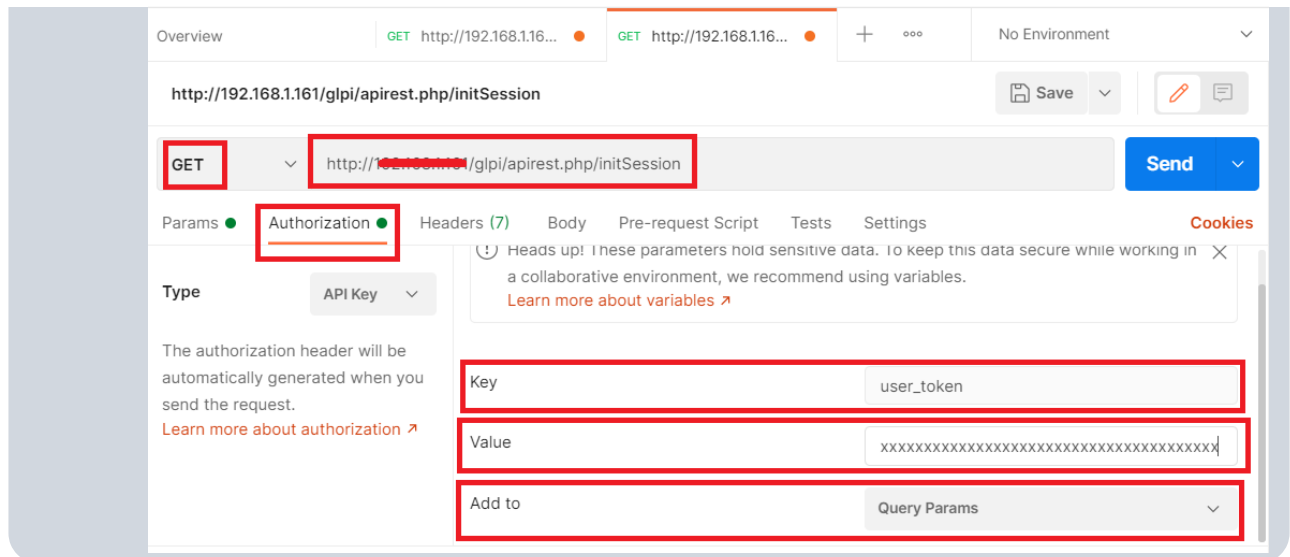 Overview
GET http://192.168.1.16...
GET http://192.168.1.16...
No Environment
http://192.168.1.161/glpi/apirest.php/initSession
Save
GET
http:///glpi/apirest.php/initSession
Send
Params
Authorization
Headers (7)
Body
Pre-request Script
Tests
Settings
Cookies
Heads up! These parameters hold sensitive data. To keep this data secure while working in
a collaborative environment, we recommend using variables.
Learn more about variables ↗
Type
API Key
The authorization header will be
automatically generated when you
send the request.
Learn more about authorization ↗
Key
user_token
Value
xxxxxxxxxxxxxxxxxxxxxxxxxxxxxxxxxxxxxxx
Add to
Query Params